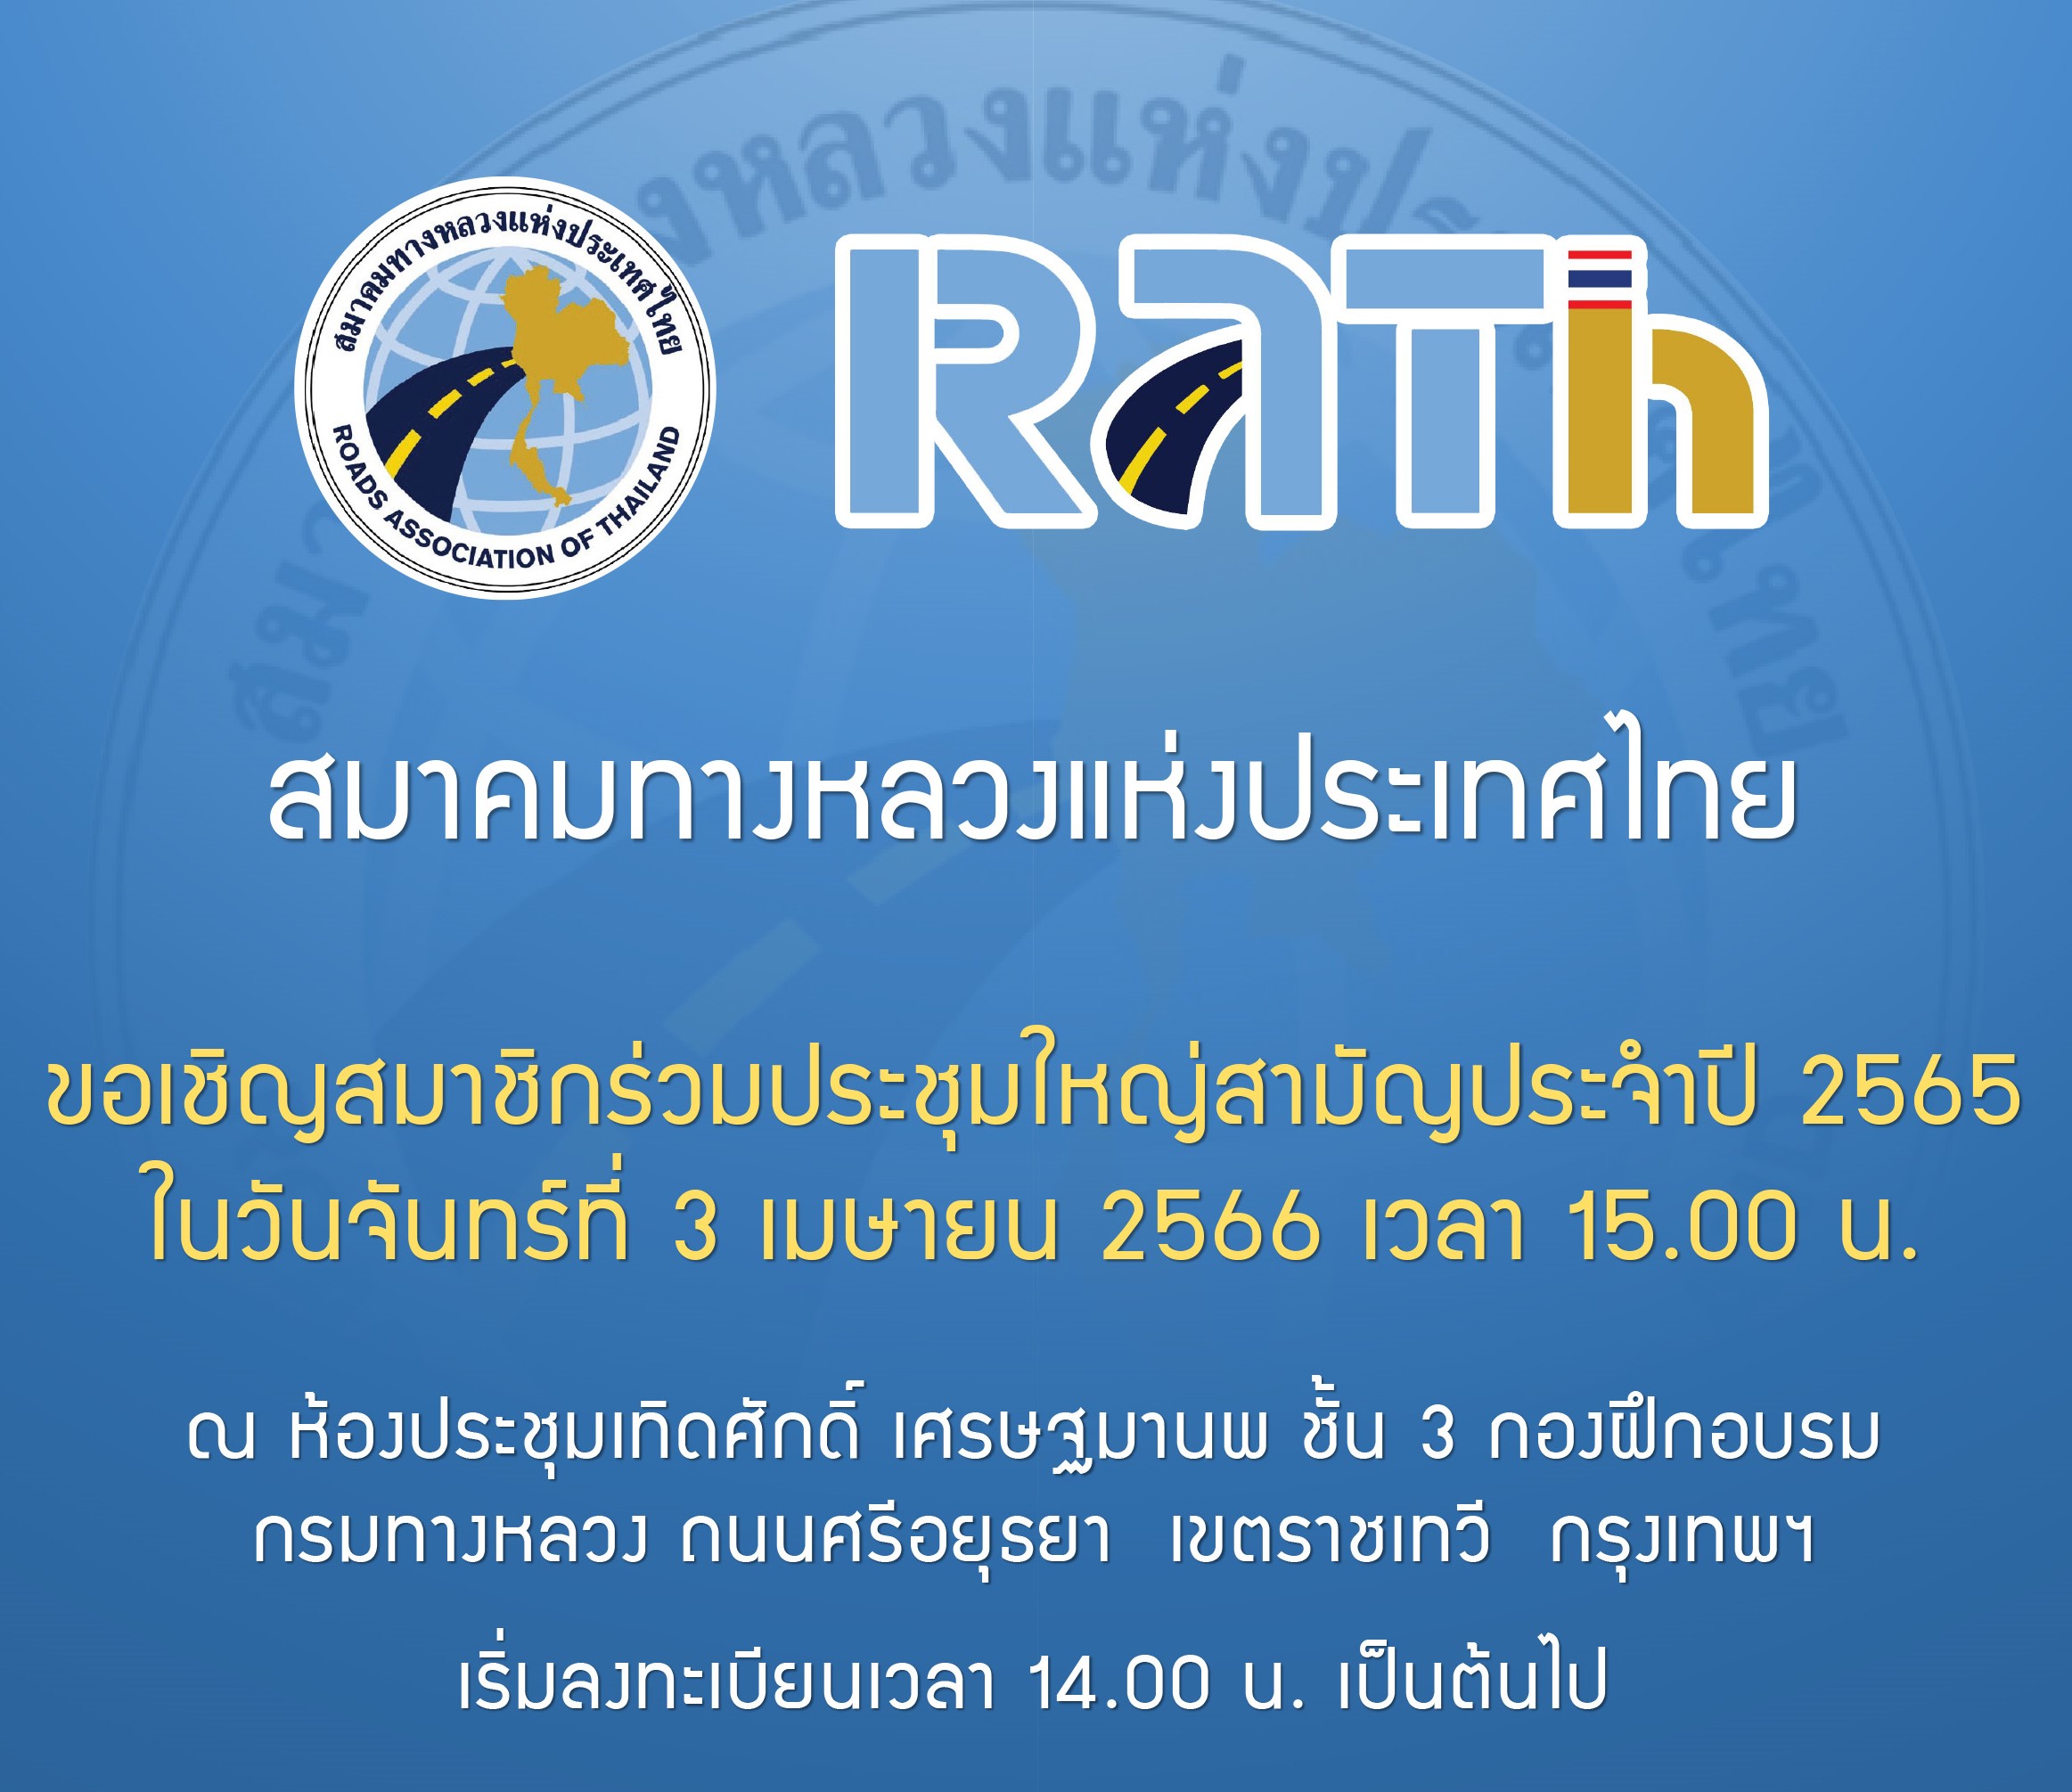 สมาคมทางหลวงแห่งประเทศไทย
ROADS ASSOCIATION OF THAILAND
RATIh
สมาคมทางหลวงแห่งประเทศไทย
ขอเชิญสมาชิกร่วมประชุมใหญ่สามัญประจำปี 2565
ในวันจันทร์ที่ 3 เมษายน 2566 เวลา 15.00 น.
ณ ห้องประชุมเทิดศักดิ์ เศรษฐมานพ ชั้น 3 กองฝึกอบรม
กรมทางหลวง ถนนศรีอยุธยา เขตราชเทวี กรุงเทพฯ
เริ่มลงทะเบียนเวลา 14.00 น. เป็นต้นไป